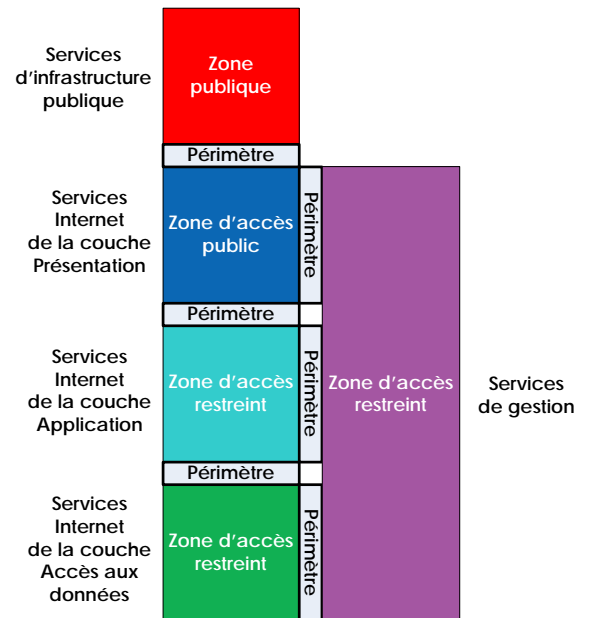 Services
d'infrastructure
publique
Zone
publique
Périmètre
Services
Internet
de la couche
Présentation
Zone d'accès
public
Périmètre
Périmètre
Services
Internet
de la couche
Application
Zone d'accès
restreint
Périmètre
Zone d'accès
restreint
Services
de gestion
Périmètre
Services
Internet
de la couche
Accès aux
données
Zone d'accès
restreint
Périmètre